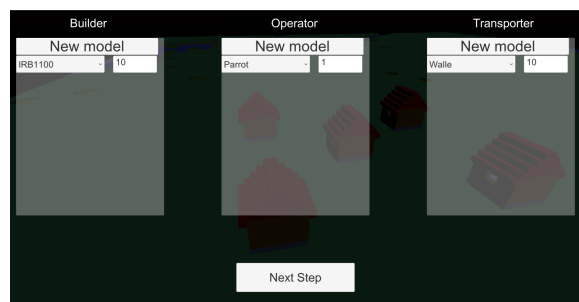 Builder
Operator
Transporter
New model
New model
New model
IRB1100 10
Parrot 1
Walle 10
Next Step